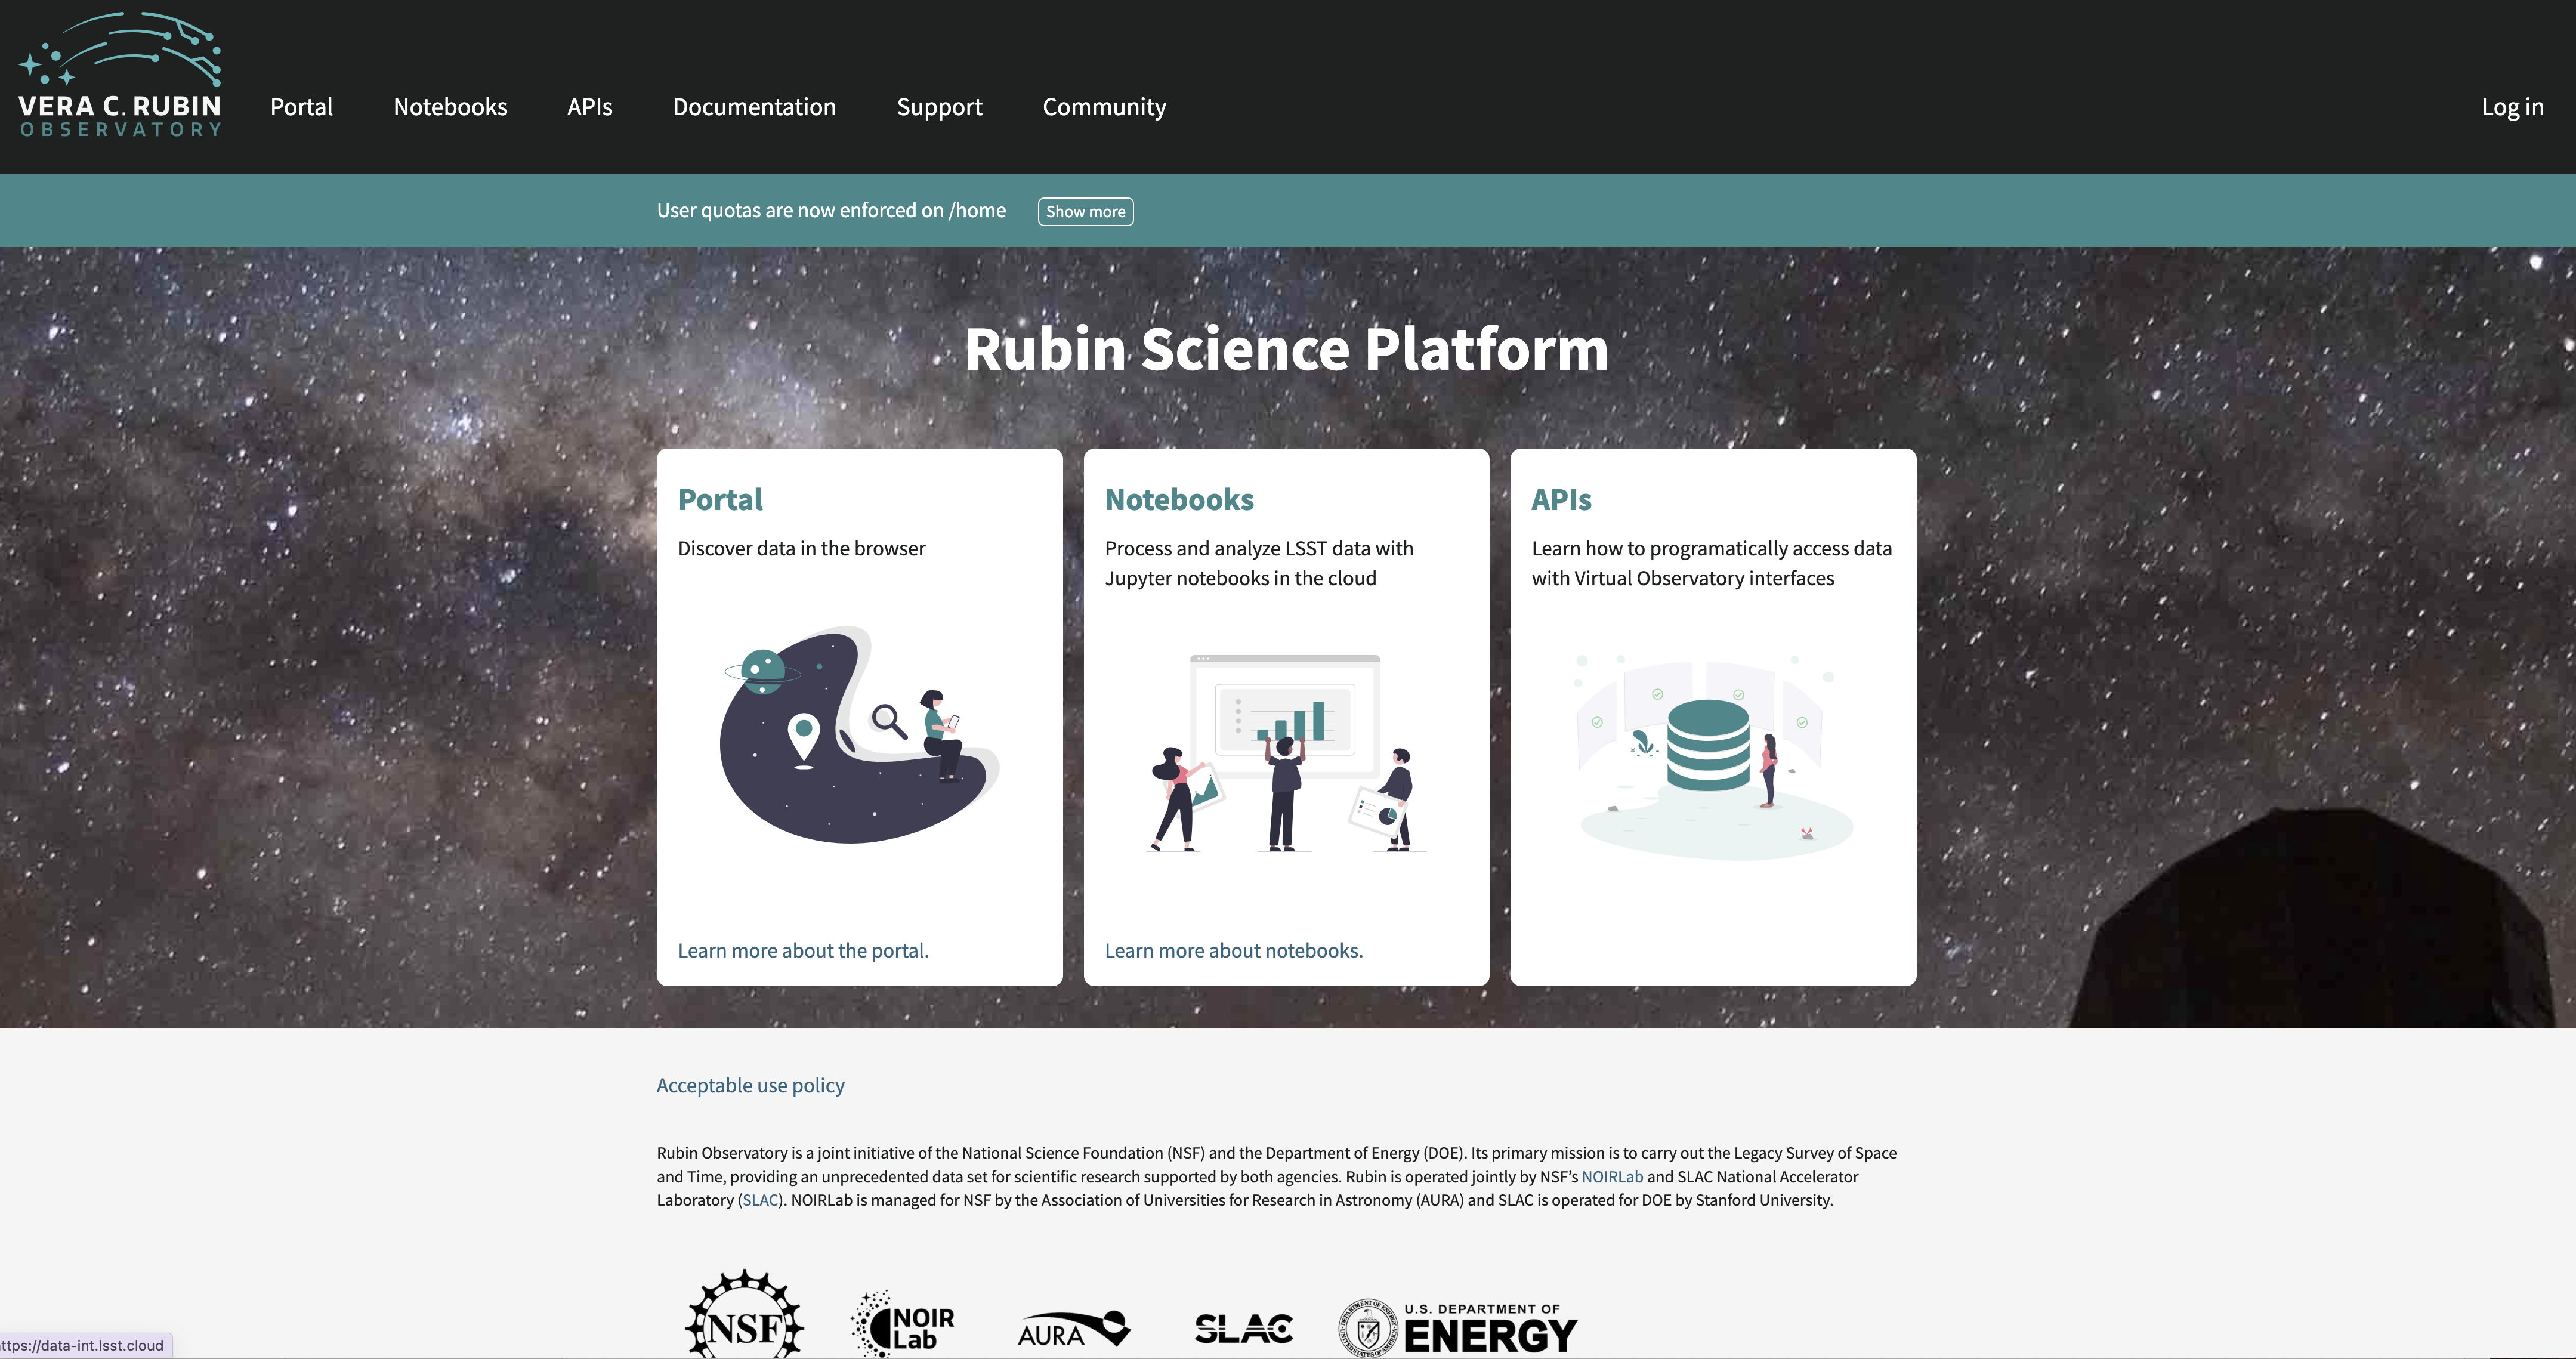 VERA C. RUBIN
OBSERVATORY
Portal
Notebooks
APIs
Documentation
Support
Community
Log in
User quotas are now enforced on /home
Show more
Rubin Science Platform
Portal
Discover data in the browser
Learn more about the portal.
Notebooks
Process and analyze LSST data with
Jupyter notebooks in the cloud
Learn more about notebooks.
APIs
Learn how to programatically access data
with Virtual Observatory interfaces
Acceptable use policy
Rubin Observatory is a joint initiative of the National Science Foundation (NSF) and the Department of Energy (DOE). Its primary mission is to carry out the Legacy Survey of Space
and Time, providing an unprecedented data set for scientific research supported by both agencies. Rubin is operated jointly by NSF’s NOIRLab and SLAC National Accelerator
Laboratory (SLAC). NOIRLab is managed for NSF by the Association of Universities for Research in Astronomy (AURA) and SLAC is operated for DOE by Stanford University.
NSF
NOIR
Lab
AURA
SLAC
U.S. DEPARTMENT OF
ENERGY
ttps://data-int.lsst.cloud